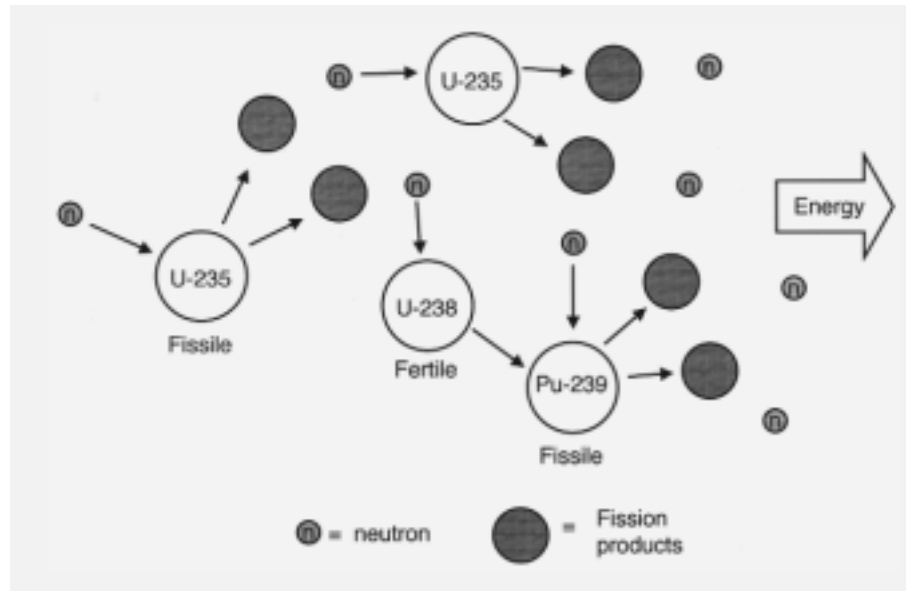 n
U-235
n
n
U-235
Fissile
n
n
Energy
n
U-238
Fertile
n
Pu-239
Fissile
n
n = neutron
= Fission
products